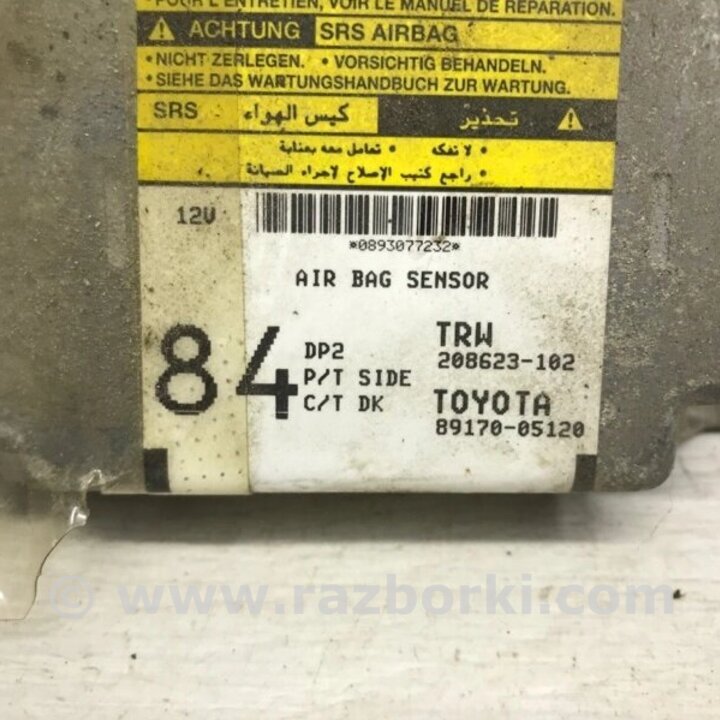 • POUR L'ENTRETIEN, VOIR LE MANUEL DE RÉPARATION.
ACHTUNG SRS AIRBAG
• NICHT ZERLEGEN. • VORSICHTIG BEHANDELN.
• SIEHE DAS WARTUNGSHANDBUCH ZUR WARTUNG.
تحذير كيس الهواء SRS
• لا تفكه • تعامل معه بعناية
• راجع كتيب الإصلاح لإجراء الصيانة
12V
*0893077232*
AIR BAG SENSOR
84
DP2 TRW
P/T SIDE 208623-102
C/T DK TOYOTA
89170-05120
© www.razborki.com